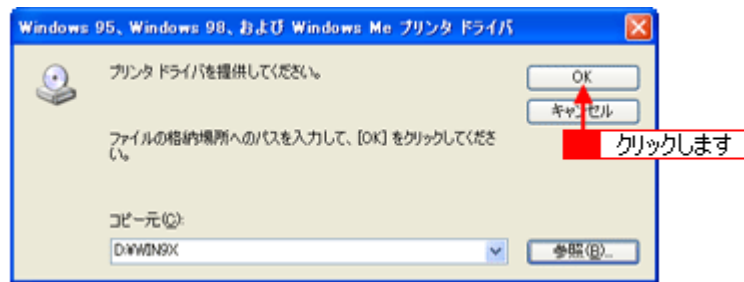 Windows 95、Windows 98、および Windows Me プリンタ ドライバ
プリンタ ドライバを提供してください。
OK
キャンセル
クリックします
ファイルの格納場所へのパスを入力して、[OK] をクリックしてくださ
い。
コピー元(C):
D:¥WIN9X
参照(B)...